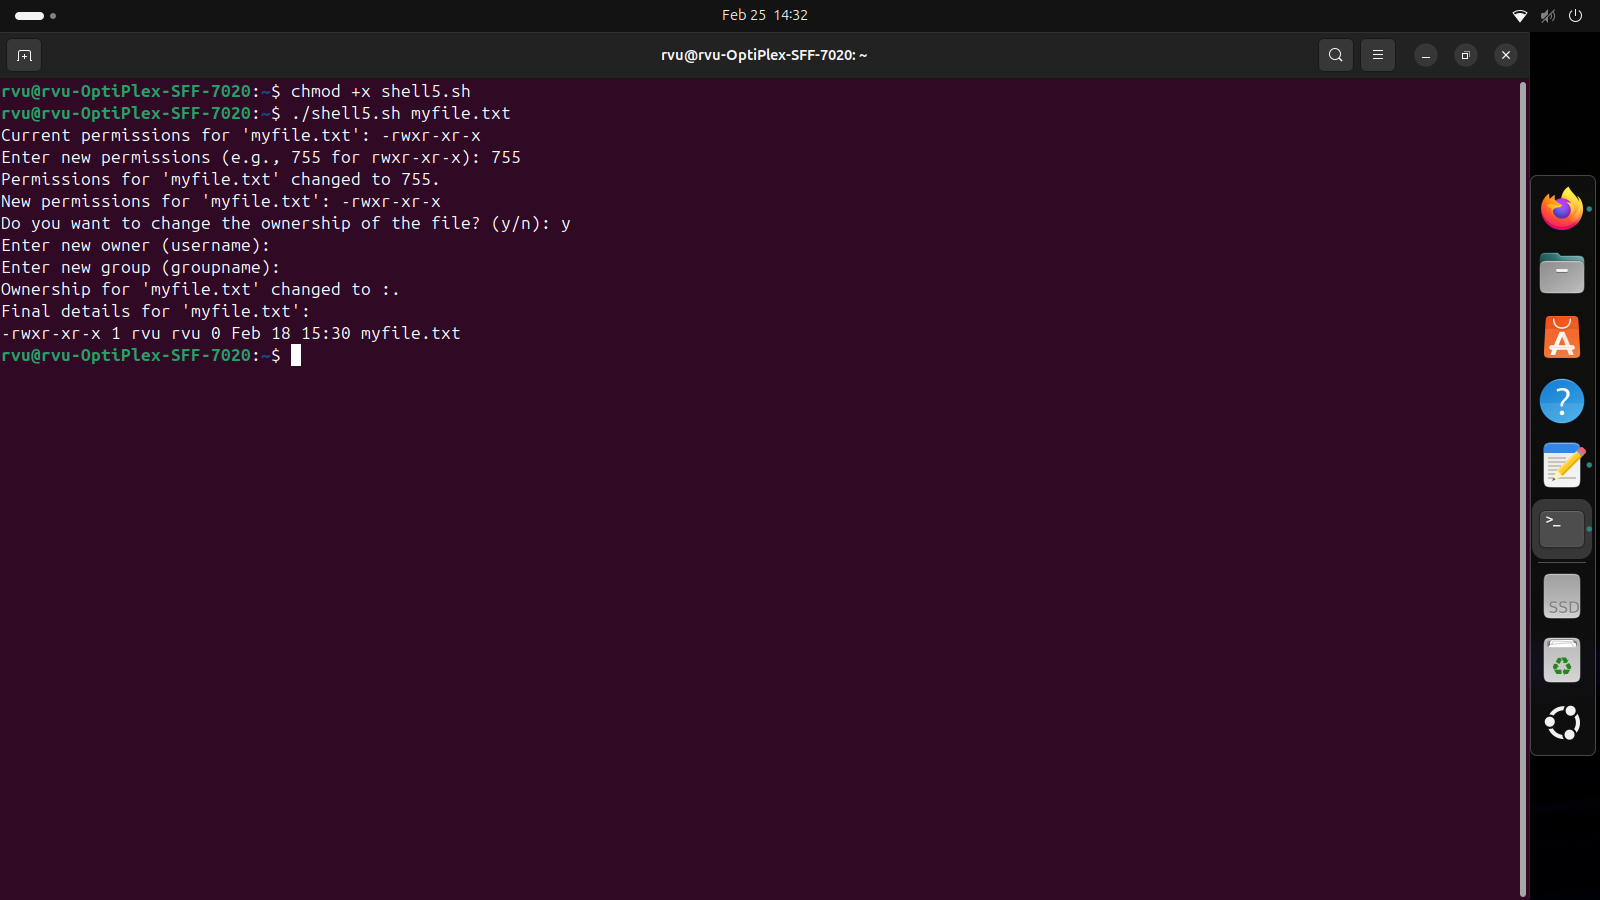 Feb 25 14:32
rvu@rvu-OptiPlex-SFF-7020: ~
rvu@rvu-OptiPlex-SFF-7020:~$ chmod +x shell5.sh
rvu@rvu-OptiPlex-SFF-7020:~$ ./shell5.sh myfile.txt
Current permissions for 'myfile.txt': -rwxr-xr-x
Enter new permissions (e.g., 755 for rwxr-xr-x): 755
Permissions for 'myfile.txt' changed to 755.
New permissions for 'myfile.txt': -rwxr-xr-x
Do you want to change the ownership of the file? (y/n): y
Enter new owner (username):
Enter new group (groupname):
Ownership for 'myfile.txt' changed to :.
Final details for 'myfile.txt':
-rwxr-xr-x 1 rvu rvu 0 Feb 18 15:30 myfile.txt
rvu@rvu-OptiPlex-SFF-7020:~$
?
>_
SSD